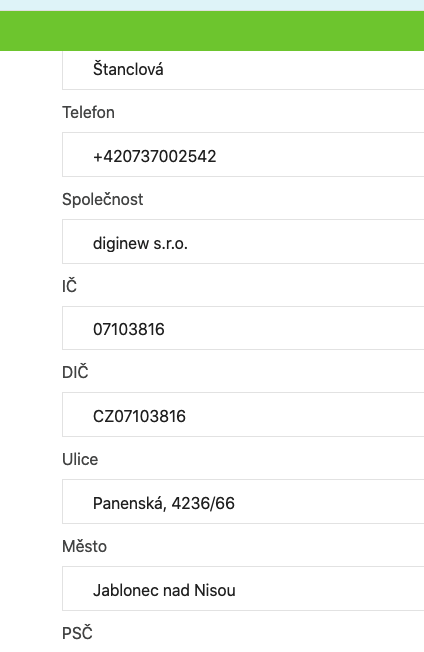 Štanclová
Telefon
+420737002542
Společnost
diginew s.r.o.
IČ
07103816
DIČ
CZ07103816
Ulice
Panenská, 4236/66
Město
Jablonec nad Nisou
PSČ